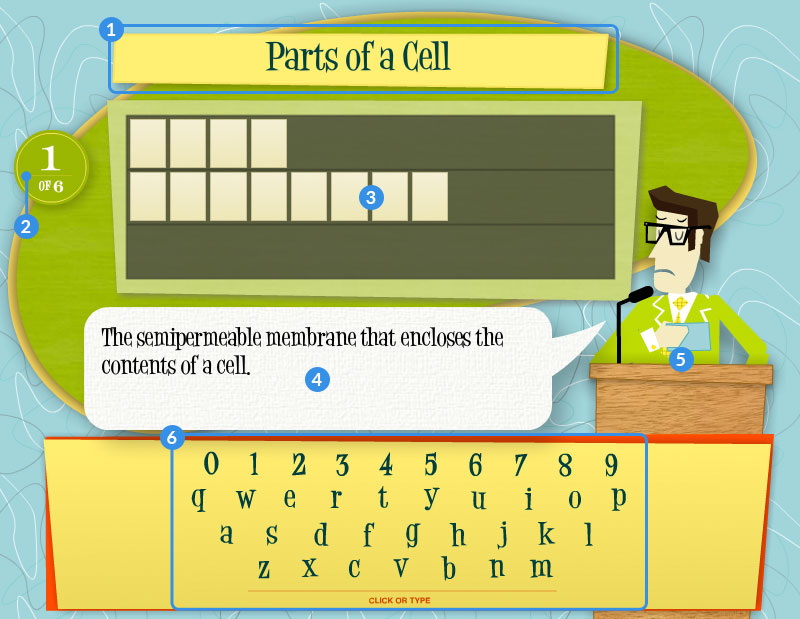 1
Parts of a Cell
1
OF 6
2
3
The semipermeable membrane that encloses the
contents of a cell.
4
5
6
0 1 2 3 4 5 6 7 8 9
q w e r t y u i o p
a s d f g h j k l
z x c v b n m
CLICK OR TYPE